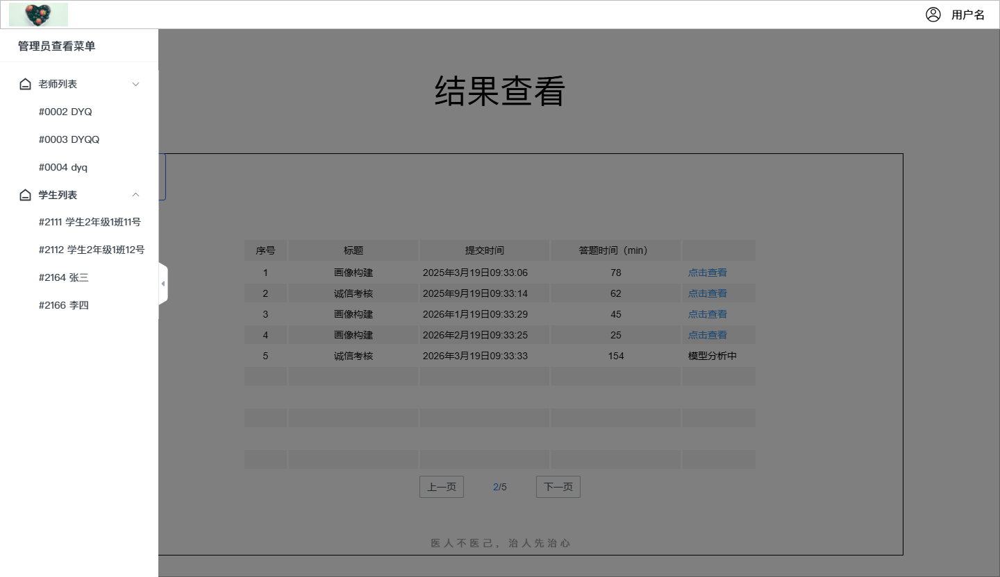 用户名
管理员查看菜单
老师列表
#0002 DYQ
#0003 DYQQ
#0004 dyq
学生列表
#2111 学生2年级1班11号
#2112 学生2年级1班12号
#2164 张三
#2166 李四
结果查看
序号 标题 提交时间 答题时间（min）
1 画像构建 2025年3月19日09:33:06 78 点击查看
2 诚信考核 2025年9月19日09:33:14 62 点击查看
3 画像构建 2026年1月19日09:33:29 45 点击查看
4 画像构建 2026年2月19日09:33:25 25 点击查看
5 诚信考核 2026年3月19日09:33:33 154 模型分析中
上一页 2/5 下一页
医人不医己，治人先治心